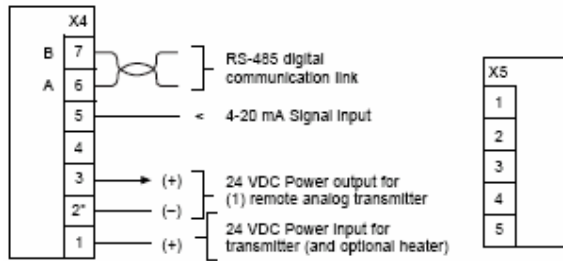 X4
B 7
RS-485 digital
communication link
A 6
5 < 4-20 mA Signal Input
4
3 (+) 24 VDC Power output for
(1) remote analog transmitter
2* (−)
24 VDC Power Input for
1 (+) transmitter (and optional heater)
X5
1
2
3
4
5